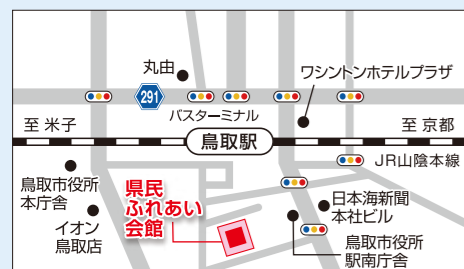 丸由
ワシントンホテルプラザ
291
バスターミナル
至 米子
鳥取駅
至 京都
JR山陰本線
鳥取市役所
本庁舎
県民
ふれあい
会館
イオン
鳥取店
日本海新聞
本社ビル
鳥取市役所
駅南庁舎